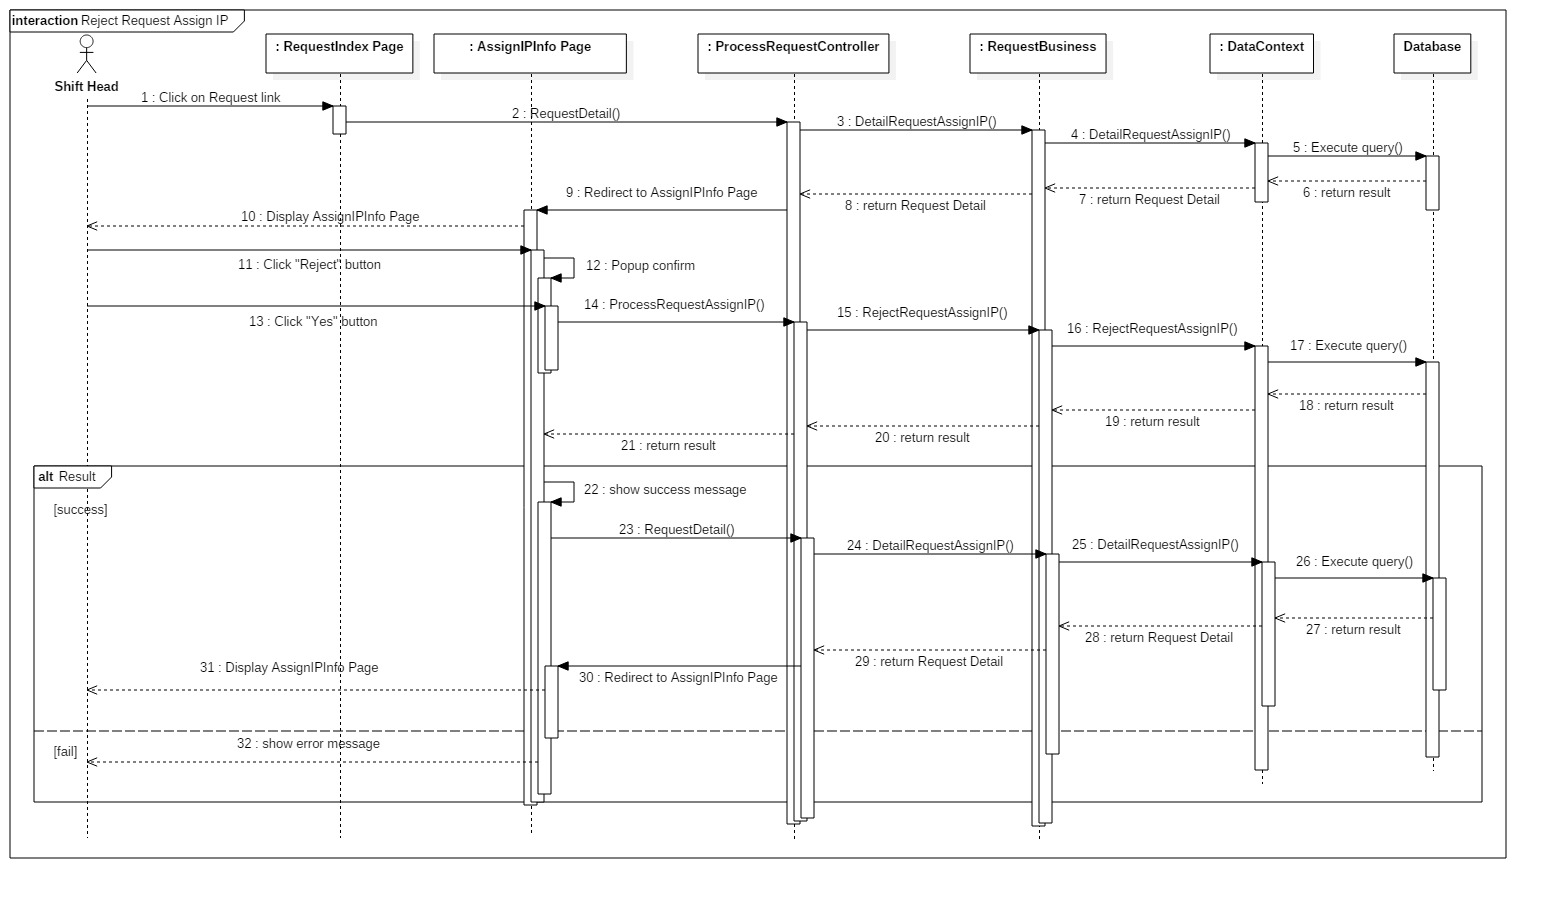 interaction Reject Request Assign IP
Shift Head
: RequestIndex Page
: AssignIPInfo Page
: ProcessRequestController
: RequestBusiness
: DataContext
Database
1 : Click on Request link
2 : RequestDetail()
3 : DetailRequestAssignIP()
4 : DetailRequestAssignIP()
5 : Execute query()
6 : return result
7 : return Request Detail
8 : return Request Detail
9 : Redirect to AssignIPInfo Page
10 : Display AssignIPInfo Page
11 : Click "Reject" button
12 : Popup confirm
13 : Click "Yes" button
14 : ProcessRequestAssignIP()
15 : RejectRequestAssignIP()
16 : RejectRequestAssignIP()
17 : Execute query()
18 : return result
19 : return result
20 : return result
21 : return result
alt Result
[success]
22 : show success message
23 : RequestDetail()
24 : DetailRequestAssignIP()
25 : DetailRequestAssignIP()
26 : Execute query()
27 : return result
28 : return Request Detail
29 : return Request Detail
30 : Redirect to AssignIPInfo Page
31 : Display AssignIPInfo Page
[fail]
32 : show error message